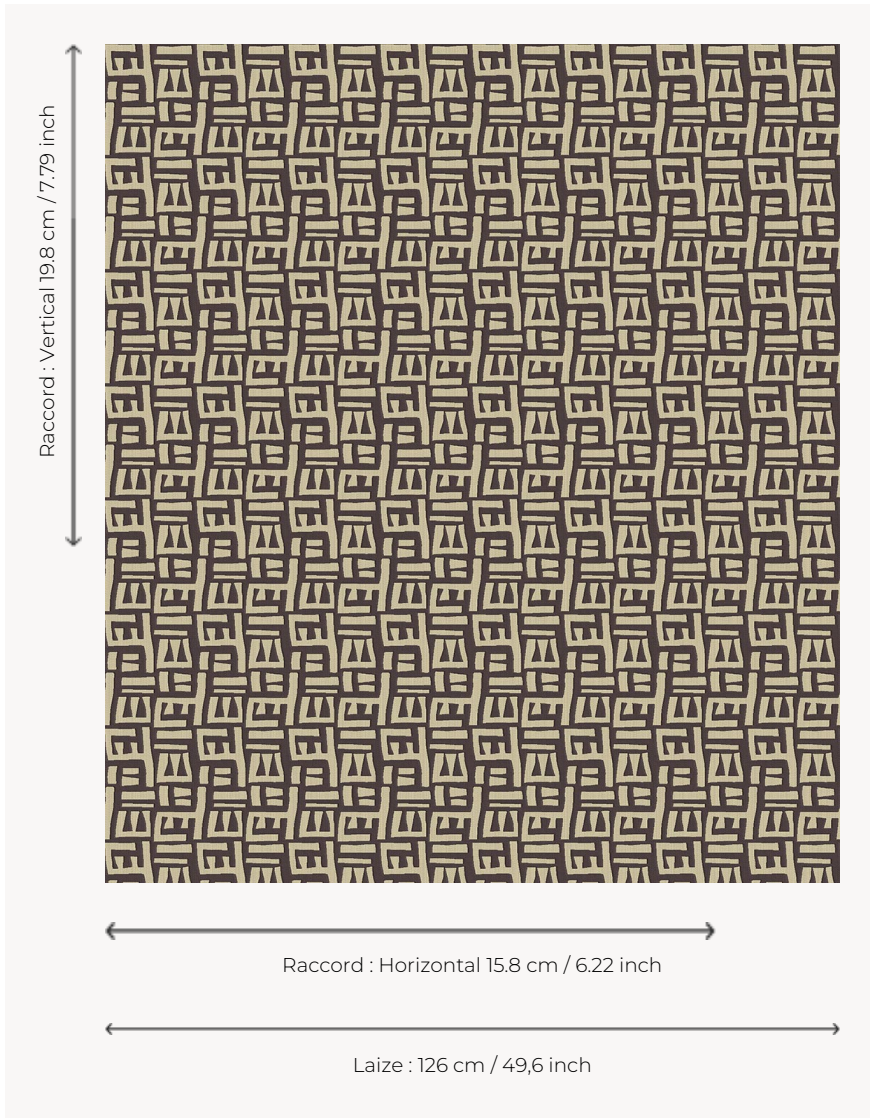 Raccord : Vertical 19.8 cm / 7.79 inch
Raccord : Horizontal 15.8 cm / 6.22 inch
Laize : 126 cm / 49,6 inch